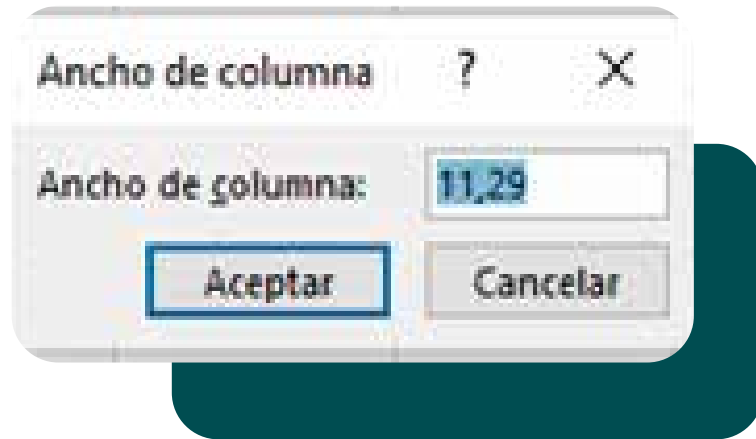 Ancho de columna ? ✕
Ancho de columna: 11,29
Aceptar Cancelar